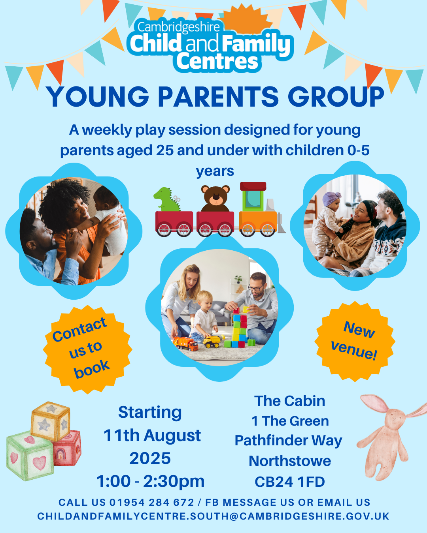 Cambridgeshire
Child and Family
Centres
YOUNG PARENTS GROUP
A weekly play session designed for young
parents aged 25 and under with children 0-5
years
Contact
us to
book
New
venue!
Starting
11th August
2025
1:00 - 2:30pm
The Cabin
1 The Green
Pathfinder Way
Northstowe
CB24 1FD
CALL US 01954 284 672 / FB MESSAGE US OR EMAIL US
CHILDANDFAMILYCENTRE.SOUTH@CAMBRIDGESHIRE.GOV.UK